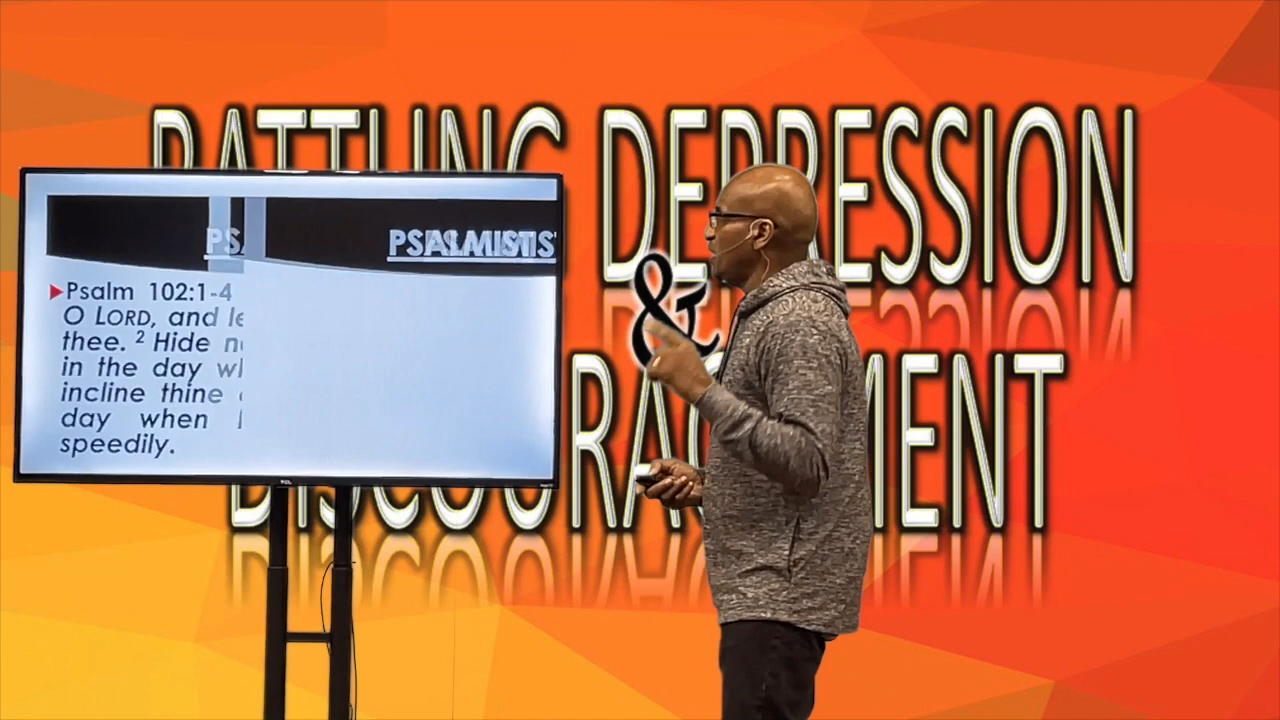 BATTLING DEPRESSION
&
DISCOURAGEMENT
PSALMISTS'
Psalm 102:1-4
O LORD, and
thee. 2 Hide
in the day
incline thine
day when
speedily.
TCL